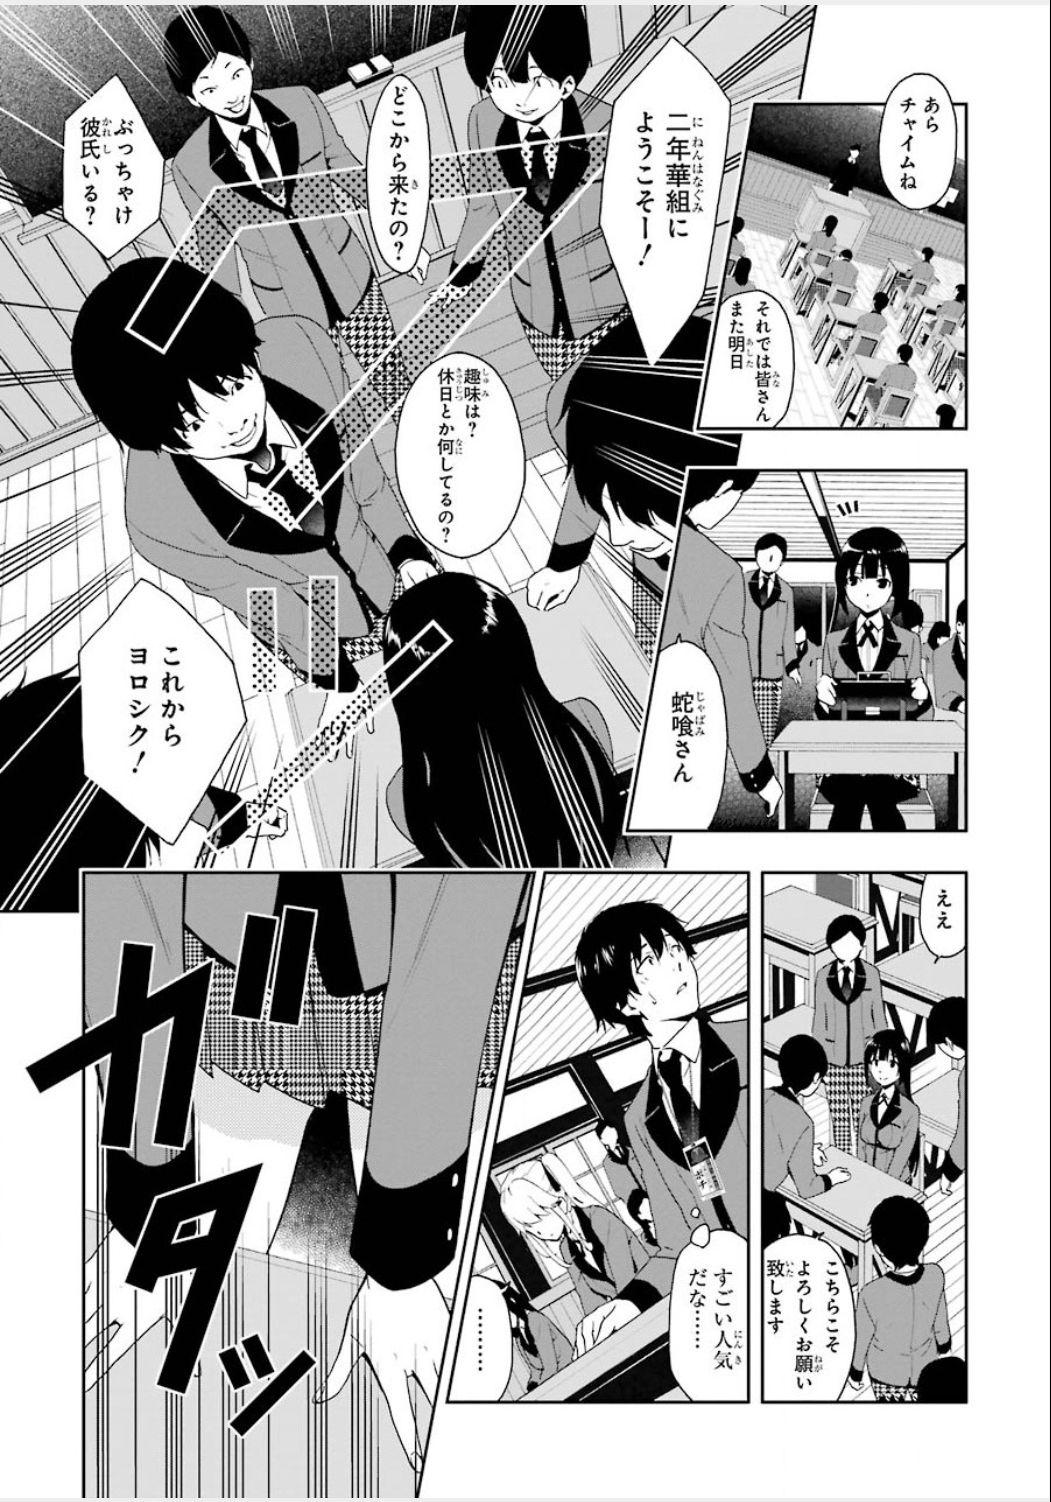 あら
チャイムね
それでは皆さん
また明日
蛇喰さん
二年華組に
ようこそー！
どこから来たの？
ぶっちゃけ
彼氏いる？
趣味は？
休日とか何してるの？
これから
ヨロシク！
ええ
こちらこそ
よろしくお願い
致します
ポチ
すごい人気
だな……
………
ガタッ